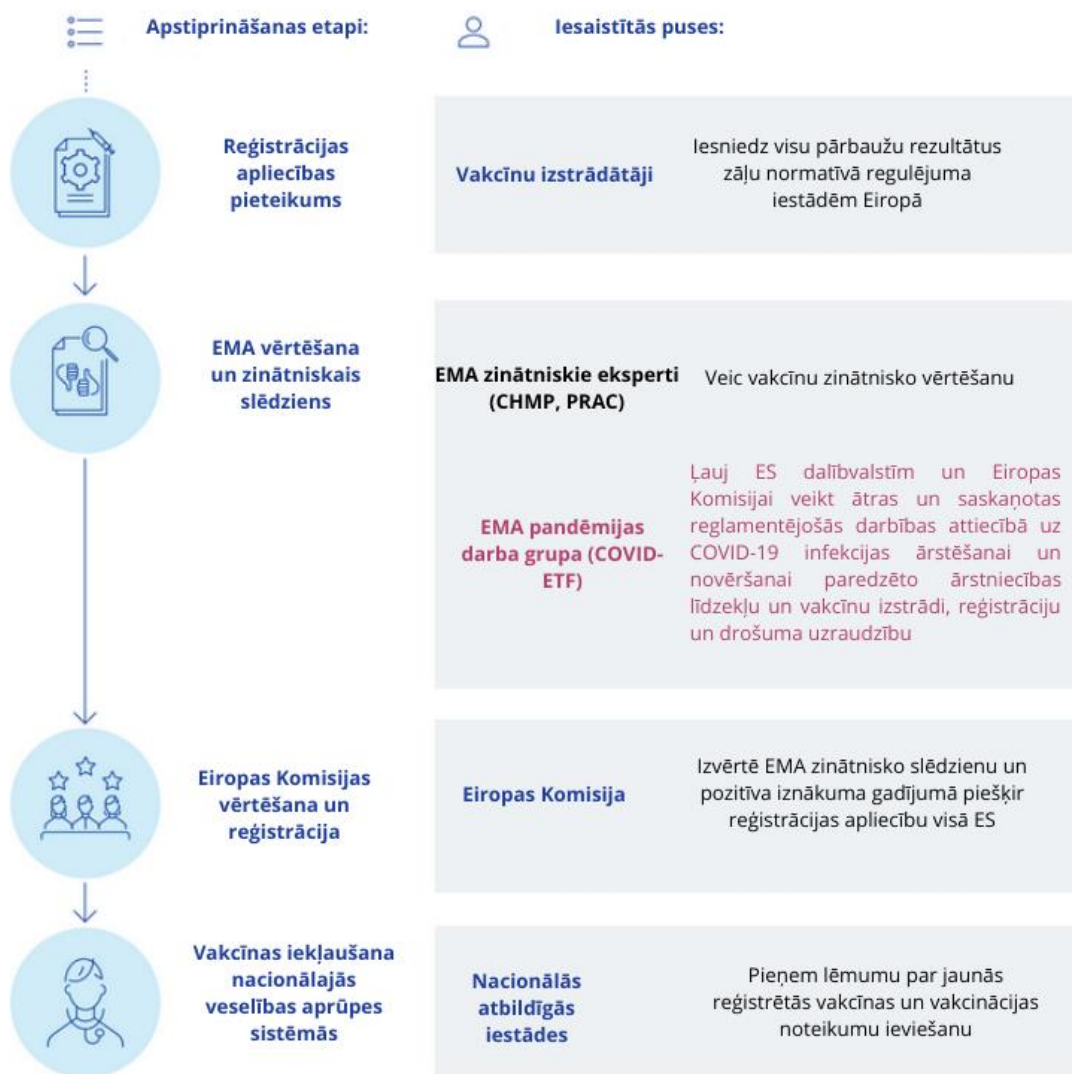 Apstiprināšanas etapi:
Iesaistītās puses:
Reģistrācijas
apliecības
pieteikums
Vakcīnu izstrādātāji
Iesniedz visu pārbaužu rezultātus
zāļu normatīvā regulējuma
iestādēm Eiropā
EMA vērtēšana
un zinātniskais
slēdziens
EMA zinātniskie eksperti
(CHMP, PRAC)
Veic vakcīnu zinātnisko vērtēšanu
EMA pandēmijas
darba grupa (COVID-
ETF)
Ļauj ES dalībvalstīm un Eiropas
Komisijai veikt ātras un saskaņotas
reglamentējošās darbības attiecībā uz
COVID-19 infekcijas ārstēšanai un
novēršanai paredzēto ārstniecības
līdzekļu un vakcīnu izstrādi, reģistrāciju
un drošuma uzraudzību
Eiropas Komisijas
vērtēšana un
reģistrācija
Eiropas Komisija
Izvērtē EMA zinātnisko slēdzienu un
pozitīva iznākuma gadījumā piešķir
reģistrācijas apliecību visā ES
Vakcīnas iekļaušana
nacionālajās
veselības aprūpes
sistēmās
Nacionālās
atbildīgās
iestādes
Pieņem lēmumu par jaunās
reģistrētās vakcīnas un vakcinācijas
noteikumu ieviešanu